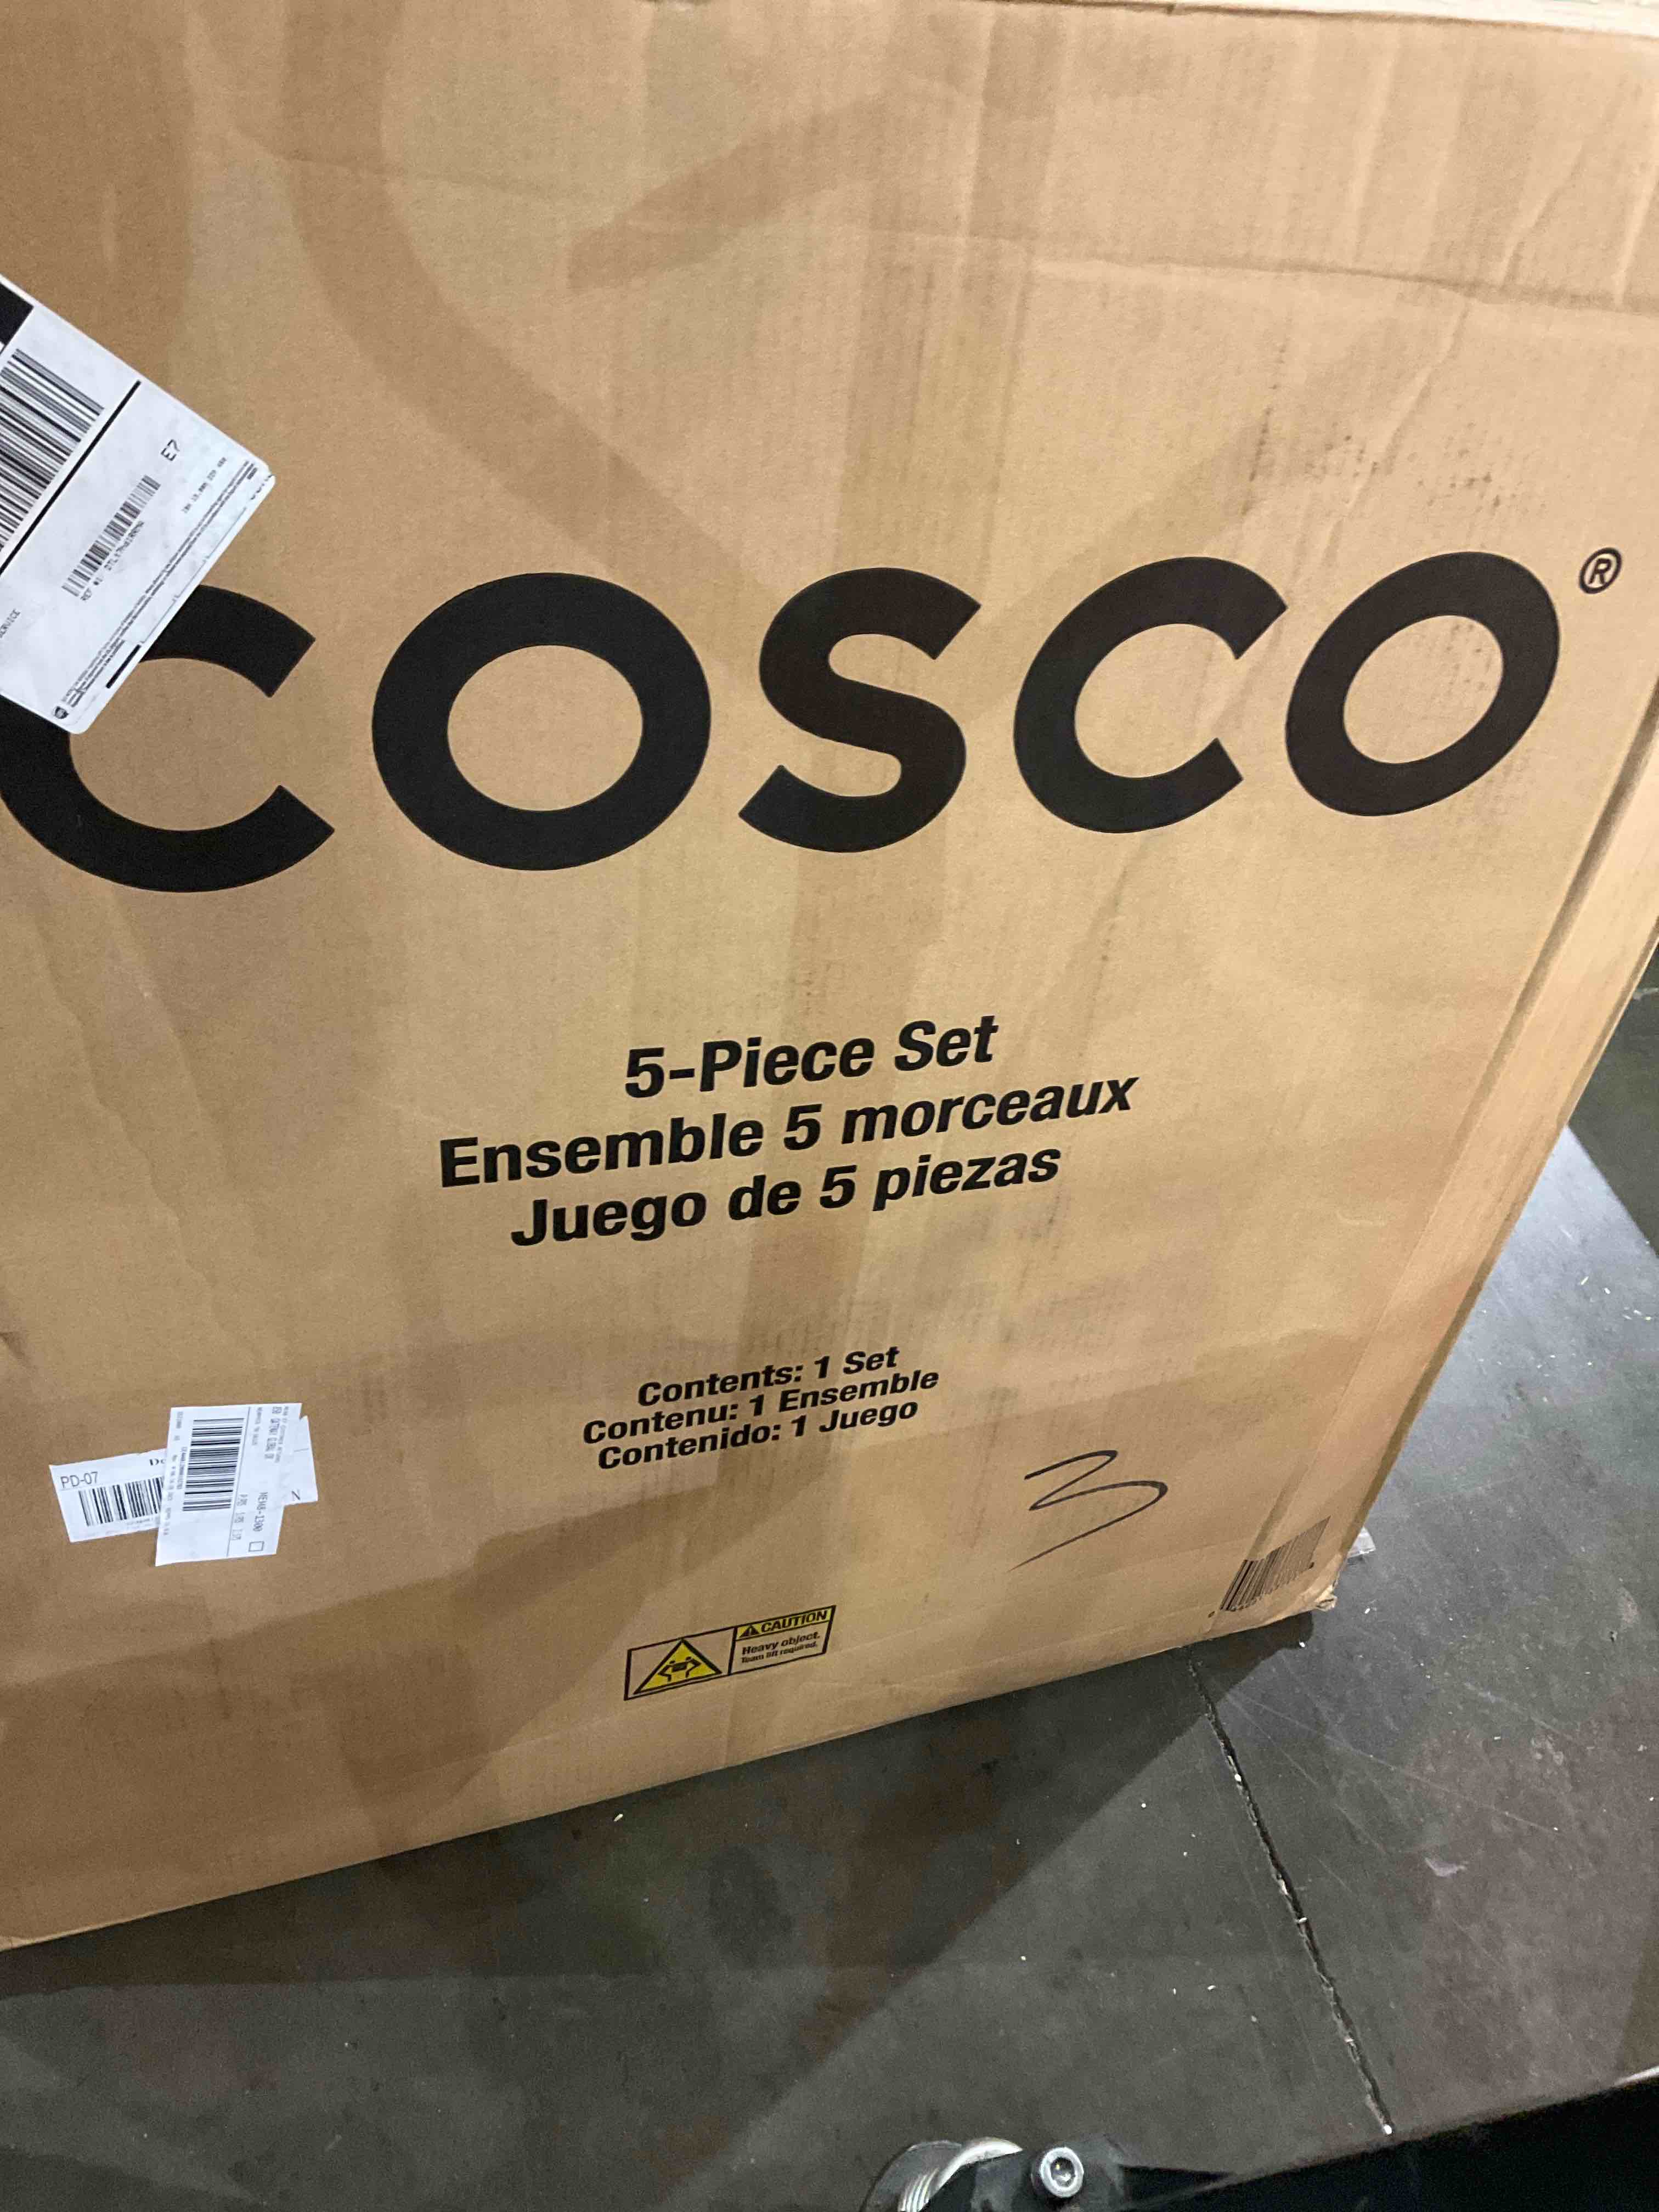 E7
COSCO®
5-Piece Set
Ensemble 5 morceaux
Juego de 5 piezas
Contents: 1 Set
Contenu: 1 Ensemble
Contenido: 1 Juego
PD-07
3
CAUTION
Heavy object.
Team lift required.